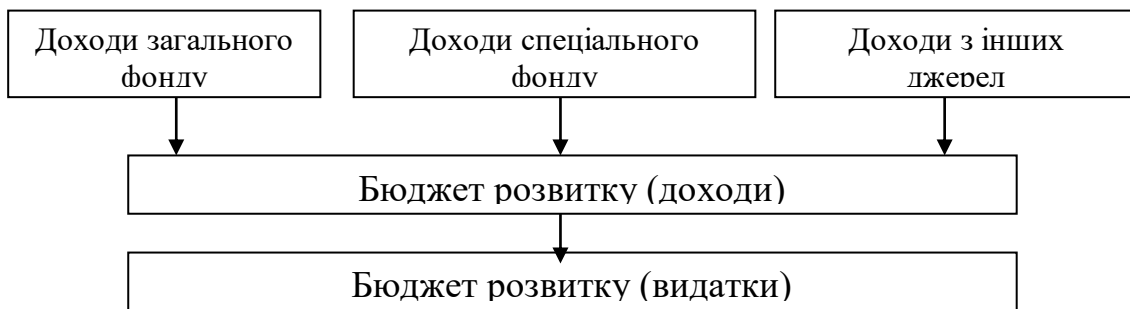 Доходи загального
фонду
Доходи спеціального
фонду
Доходи з інших
джерел
Бюджет розвитку (доходи)
Бюджет розвитку (видатки)